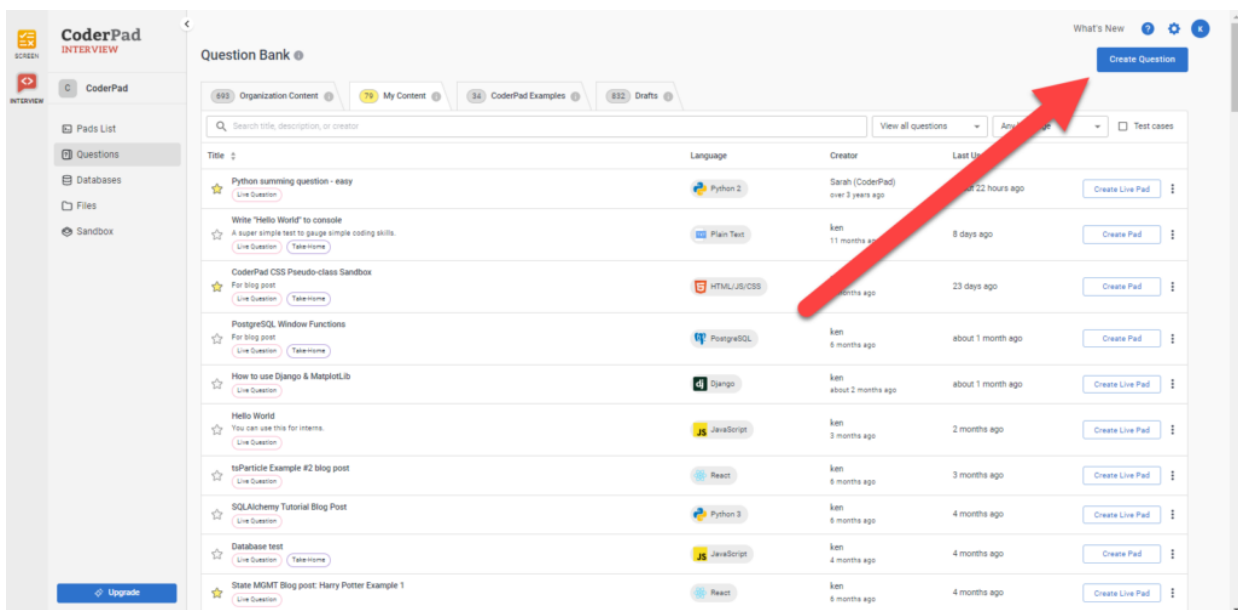 What's New ? K
SCREEN
CoderPad
INTERVIEW
INTERVIEW
C CoderPad
Pads List
Questions
Databases
Files
Sandbox
Upgrade
Question Bank
Create Question
693 Organization Content
79 My Content
34 CoderPad Examples
832 Drafts
Search title, description, or creator
View all questions
Test cases
Title Language Creator
Python summing question - easy
Live Question
Python 2
Sarah (CoderPad)
over 3 years ago
22 hours ago
Create Live Pad
Write "Hello World" to console
A super simple test to gauge simple coding skills.
Live Question Take-Home
Plain Text
ken
11 months
8 days ago
Create Pad
CoderPad CSS Pseudo-class Sandbox
For blog post
Live Question Take-Home
HTML/JS/CSS
months ago
23 days ago
Create Pad
PostgreSQL Window Functions
For blog post
Live Question Take-Home
PostgreSQL
ken
6 months ago
about 1 month ago
Create Pad
How to use Django & MatplotLib
Live Question
dj Django
ken
about 2 months ago
about 1 month ago
Create Live Pad
Hello World
You can use this for interns.
Live Question
JS JavaScript
ken
3 months ago
2 months ago
Create Live Pad
tsParticle Example #2 blog post
Live Question
React
ken
6 months ago
3 months ago
Create Live Pad
SQLAlchemy Tutorial Blog Post
Live Question
Python 3
ken
6 months ago
4 months ago
Create Live Pad
Database test
Live Question Take-Home
JS JavaScript
ken
4 months ago
4 months ago
Create Pad
State MGMT Blog post: Harry Potter Example 1
Live Question
React
ken
6 months ago
4 months ago
Create Live Pad